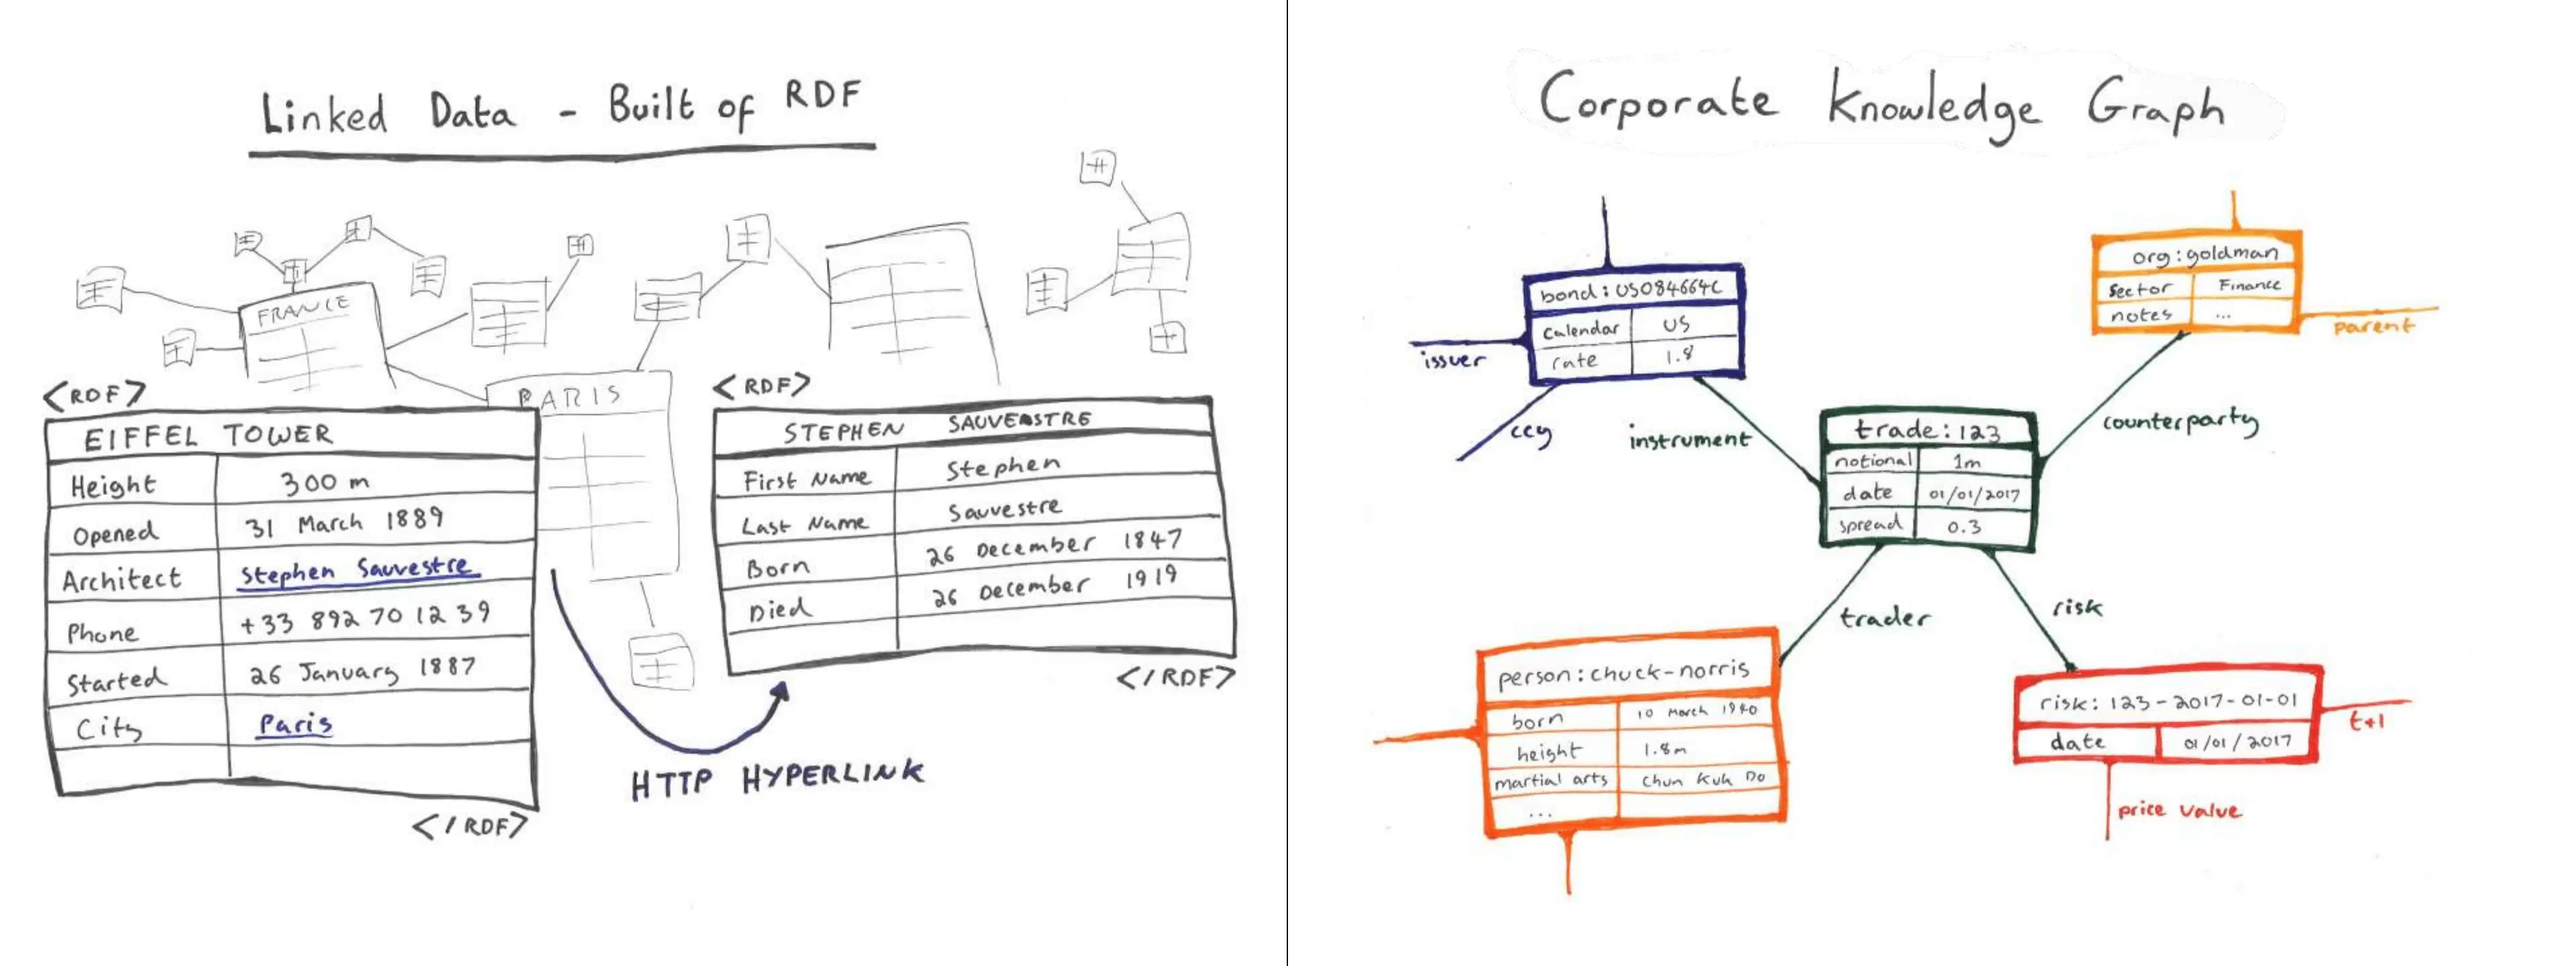 Linked Data - Built of RDF
FRANCE
PARIS
<RDF>
EIFFEL TOWER
Height 300 m
Opened 31 March 1889
Architect Stephen Sauvestre
Phone +33 892 70 12 39
Started 26 January 1887
City Paris
</RDF>
<RDF>
STEPHEN SAUVESTRE
First Name Stephen
Last Name Sauvestre
Born 26 December 1847
Died 26 December 1919
</RDF>
HTTP HYPERLINK
Corporate Knowledge Graph
bond: US084664C
calendar US
rate 1.8
issuer
ccy
instrument
org: goldman
Sector Finance
notes ...
parent
counterparty
trade: 123
notional 1m
date 01/01/2017
spread 0.3
trader
risk
person: chuck-norris
born 10 March 1940
height 1.8m
martial arts Chun Kuk Do
...
risk: 123-2017-01-01
date 01/01/2017
t+1
price value